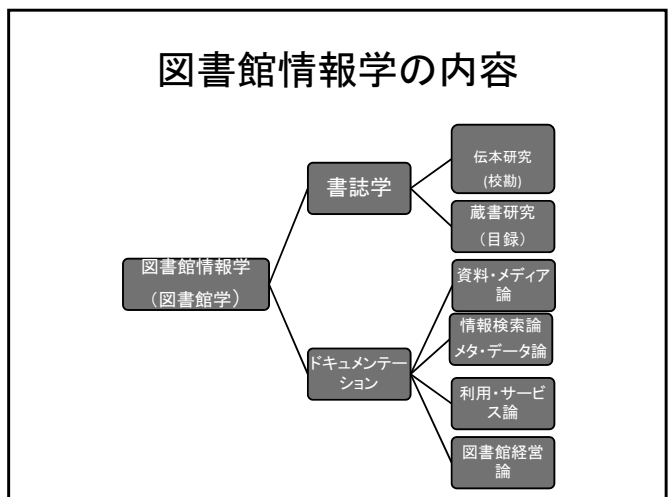 図書館情報学の内容
伝本研究
(校勘)
書誌学
蔵書研究
（目録）
図書館情報学
（図書館学）
資料・メディア
論
情報検索論
メタ・データ論
ドキュメンテー
ション
利用・サービ
ス論
図書館経営
論